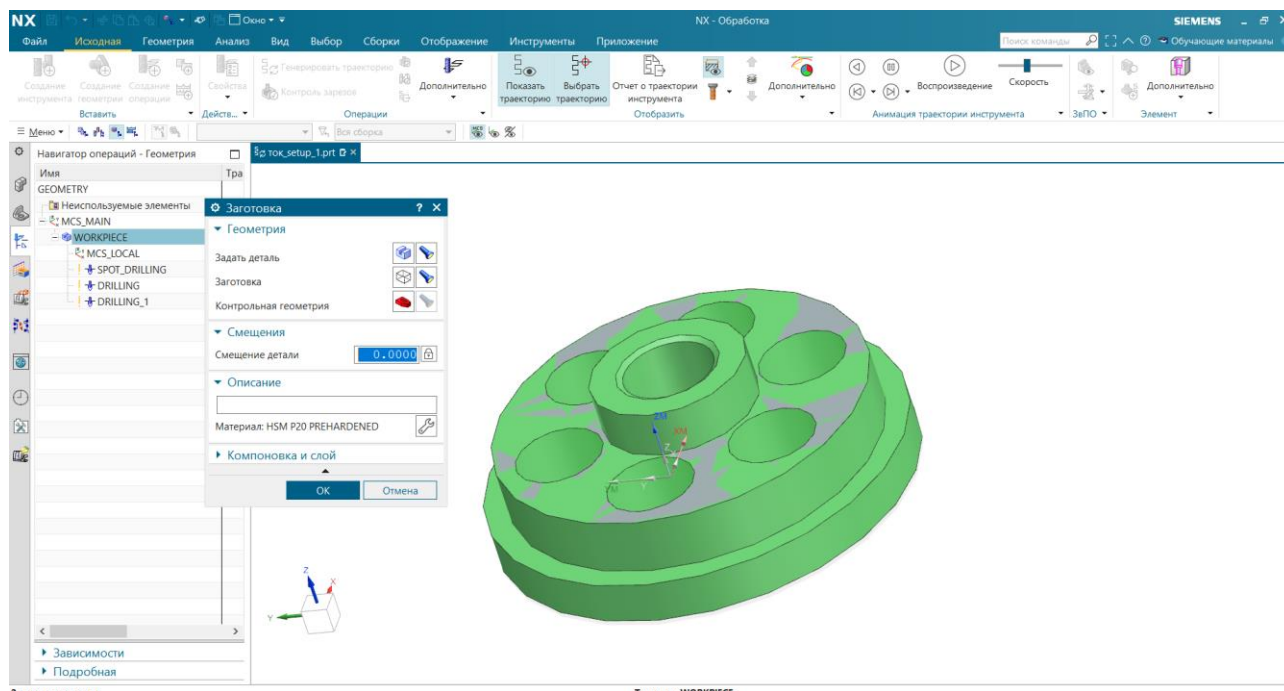 NX
Окно
NX - Обработка
SIEMENS
Файл Исходная Геометрия Анализ Вид Выбор Сборки Отображение Инструменты Приложение
Поиск команды
Обучающие материалы
Создание инструмента
Создание геометрии
Создание операции
Вставить
Свойства
Действ...
Генерировать траекторию
Контроль зарезов
Дополнительно
Операции
Показать траекторию
Выбрать траекторию
Отчет о траектории инструмента
Дополнительно
Отобразить
Воспроизведение
Скорость
Анимация траектории инструмента
ЗвПО
Дополнительно
Элемент
Меню
Вся сборка
Навигатор операций - Геометрия
ток_setup_1.prt
Имя
Тра
GEOMETRY
Неиспользуемые элементы
MCS_MAIN
WORKPIECE
MCS_LOCAL
SPOT_DRILLING
DRILLING
DRILLING_1
Заготовка
Геометрия
Задать деталь
Заготовка
Контрольная геометрия
Смещения
Смещение детали 0.0000
Описание
Материал: HSM P20 PREHARDENED
Компоновка и слой
ОК Отмена
ZM
XM
Z
YM
Y
Z
X
Y
Зависимости
Подробная